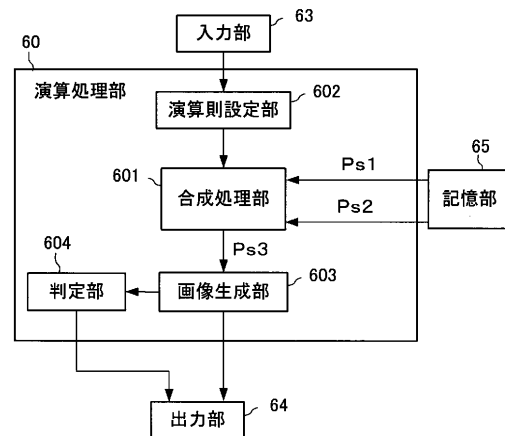 63
入力部
60
演算処理部
602
演算則設定部
65
601
Ps1
合成処理部
記憶部
Ps2
604
Ps3
603
判定部
画像生成部
出力部
64